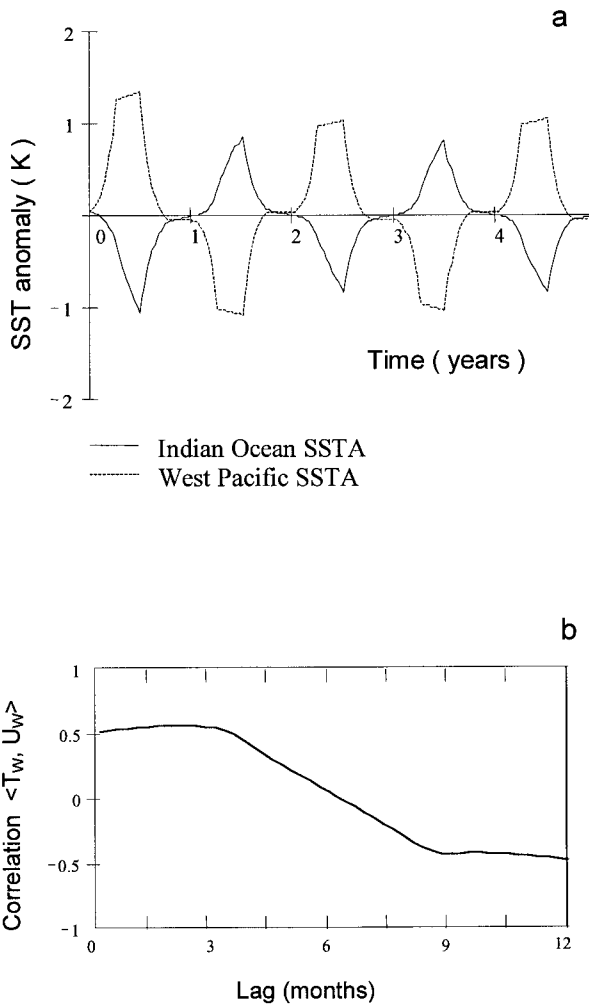 a
SST anomaly ( K )
2
1
-1
-2
0 1 2 3 4
Time ( years )
Indian Ocean SSTA
West Pacific SSTA
b
Correlation <Tw, Uw>
1
0.5
0
-0.5
-1
0 3 6 9 12
Lag (months)